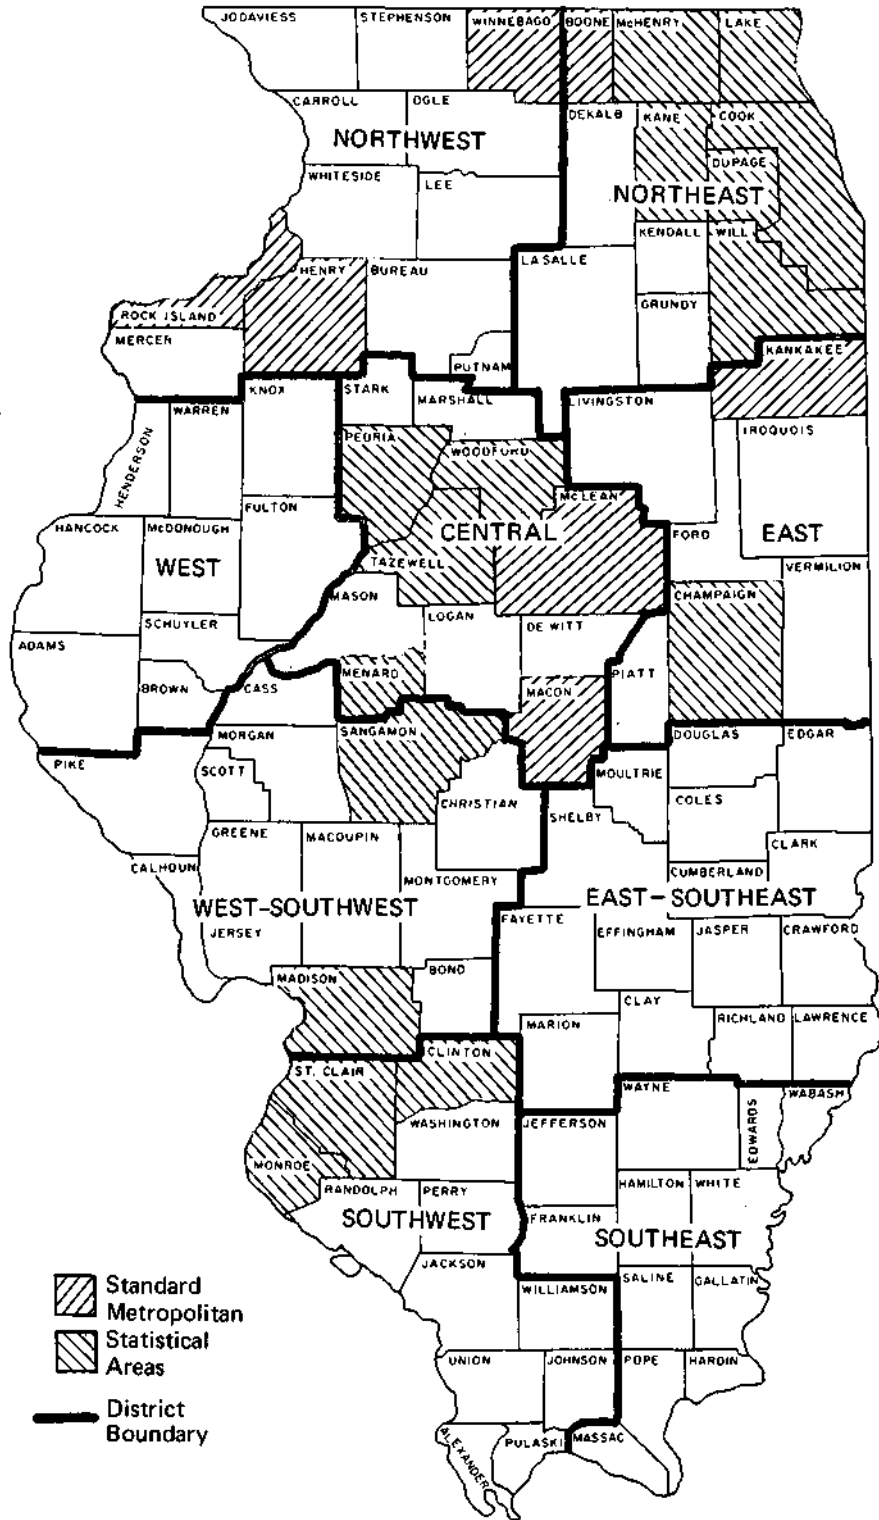 JODAVIESS
STEPHENSON
WINNEBAGO
BOONE
McHENRY
LAKE
CARROLL
OGLE
DEKALB
KANE
COOK
NORTHWEST
DUPAGE
WHITESIDE
LEE
NORTHEAST
KENDALL
WILL
LASALLE
HENRY
BUREAU
GRUNDY
ROCK ISLAND
MERCER
PUTNAM
KANKAKEE
KNOX
STARK
MARSHALL
LIVINGSTON
WARREN
HENDERSON
PEORIA
WOODFORD
IROQUOIS
McLEAN
FULTON
HANCOCK
McDONOUGH
CENTRAL
FORD
EAST
WEST
TAZEWELL
VERMILION
MASON
CHAMPAIGN
LOGAN
DE WITT
SCHUYLER
ADAMS
MENARD
PIATT
BROWN
CASS
MACON
MORGAN
SANGAMON
DOUGLAS
EDGAR
PIKE
SCOTT
MOULTRIE
CHRISTIAN
SHELBY
COLES
GREENE
MACOUPIN
CLARK
CALHOUN
MONTGOMERY
CUMBERLAND
WEST-SOUTHWEST
EAST-SOUTHEAST
FAYETTE
JERSEY
EFFINGHAM
JASPER
CRAWFORD
MADISON
BOND
CLAY
MARION
RICHLAND
LAWRENCE
CLINTON
ST. CLAIR
WAYNE
WABASH
EDWARDS
WASHINGTON
JEFFERSON
MONROE
RANDOLPH
PERRY
HAMILTON
WHITE
SOUTHWEST
FRANKLIN
SOUTHEAST
JACKSON
WILLIAMSON
SALINE
GALLATIN
Standard
Metropolitan
Statistical
Areas
UNION
JOHNSON
POPE
HARDIN
District
Boundary
ALEXANDER
PULASKI
MASSAC